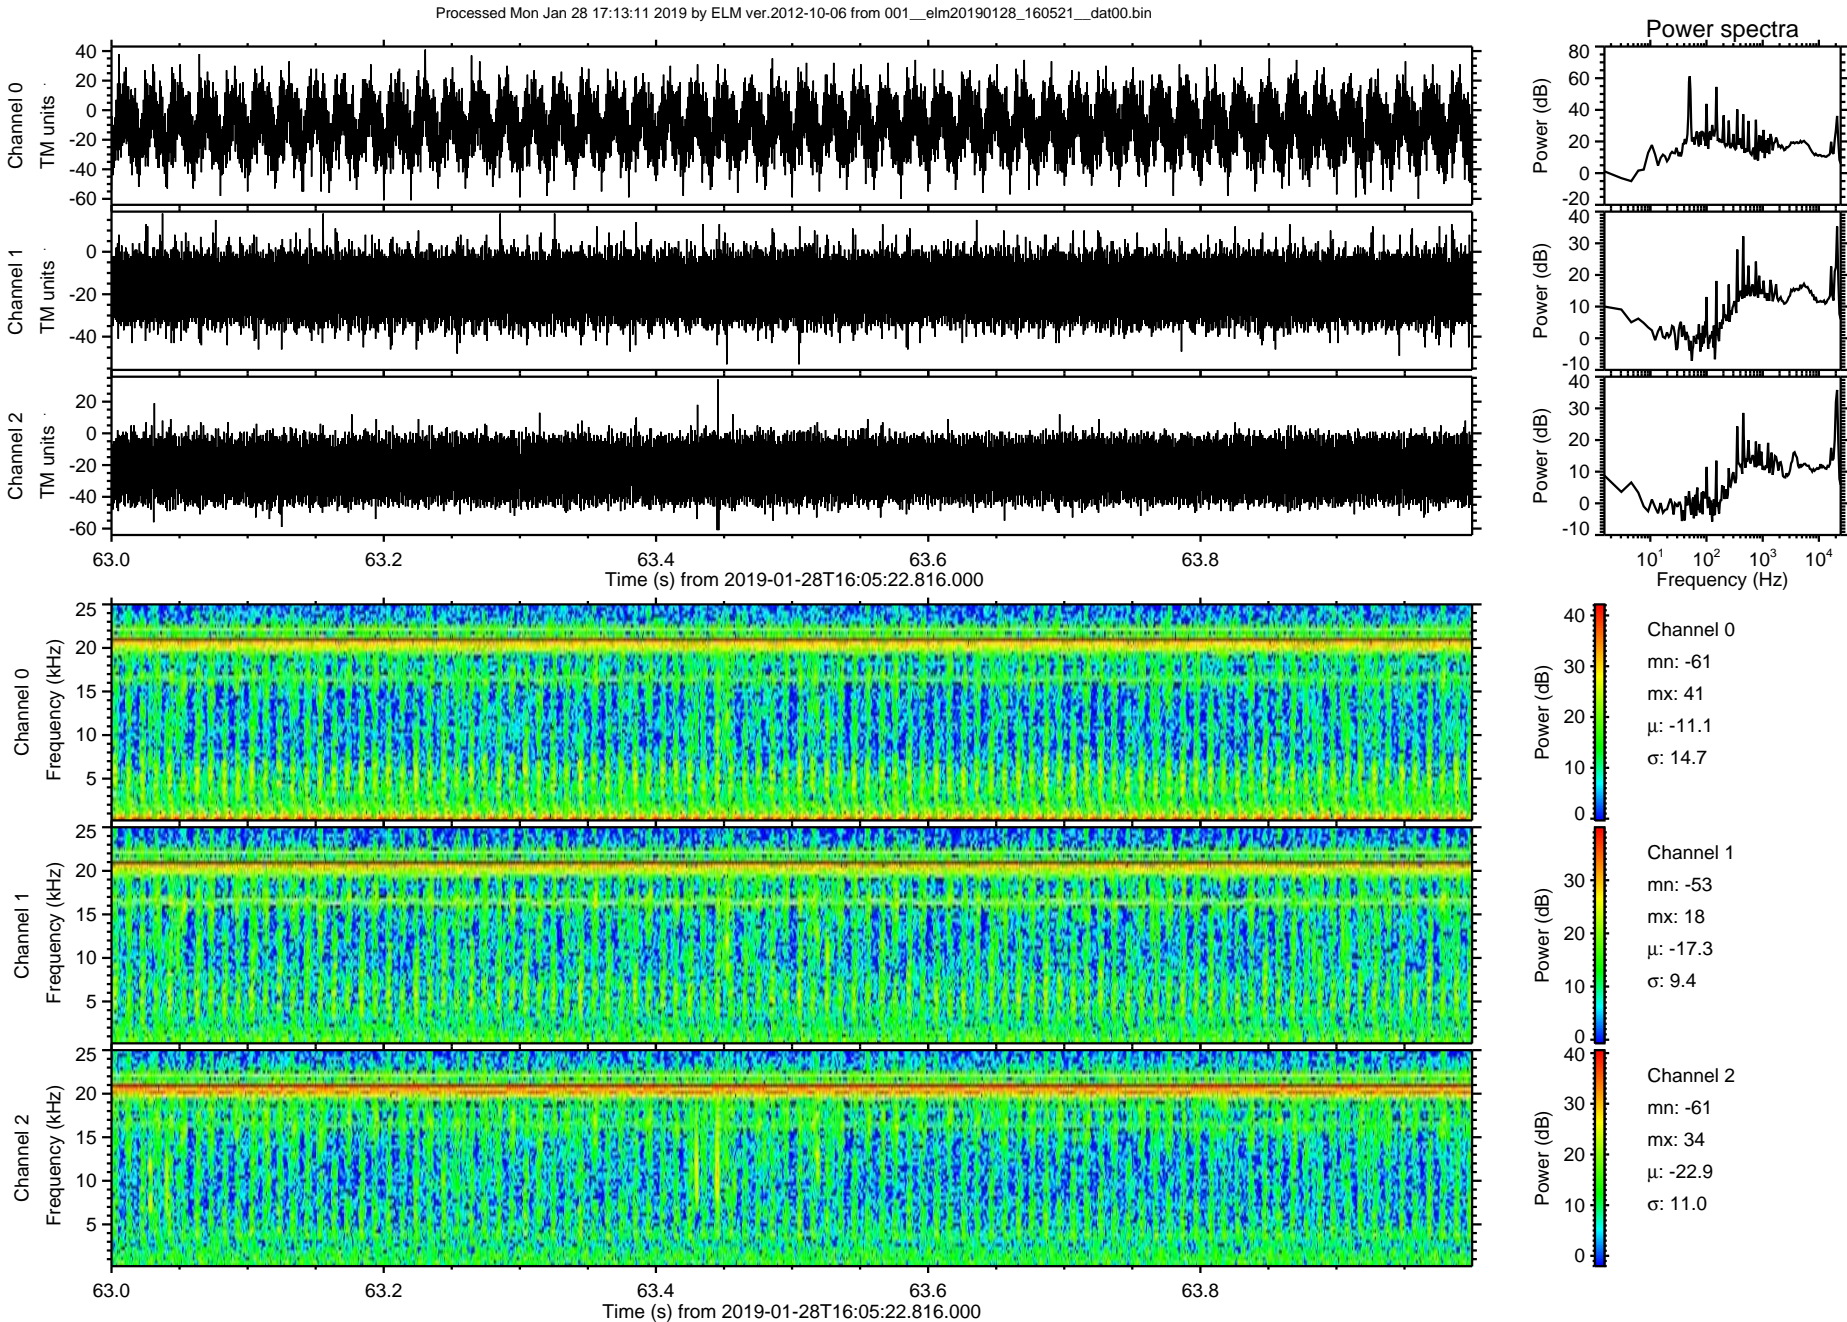 Processed Mon Jan 28 17:13:11 2019 by ELM ver.2012-10-06 from 001__elm20190128_160521__dat00.bin
Power spectra
Channel 0
TM units
40
20
0
-20
-40
-60
Power (dB)
80
60
40
20
0
-20
Channel 1
TM units
0
-20
-40
Power (dB)
40
30
20
10
0
-10
Channel 2
TM units
20
0
-20
-40
-60
Power (dB)
40
30
20
10
0
-10
63.0 63.2 63.4 63.6 63.8
Time (s) from 2019-01-28T16:05:22.816.000
10^1 10^2 10^3 10^4
Frequency (Hz)
Channel 0
Frequency (kHz)
25
20
15
10
5
Power (dB)
40
30
20
10
0
Channel 0
mn: -61
mx: 41
μ: -11.1
σ: 14.7
Channel 1
Frequency (kHz)
25
20
15
10
5
Power (dB)
30
20
10
0
Channel 1
mn: -53
mx: 18
μ: -17.3
σ: 9.4
Channel 2
Frequency (kHz)
25
20
15
10
5
Power (dB)
40
30
20
10
0
Channel 2
mn: -61
mx: 34
μ: -22.9
σ: 11.0
63.0 63.2 63.4 63.6 63.8
Time (s) from 2019-01-28T16:05:22.816.000